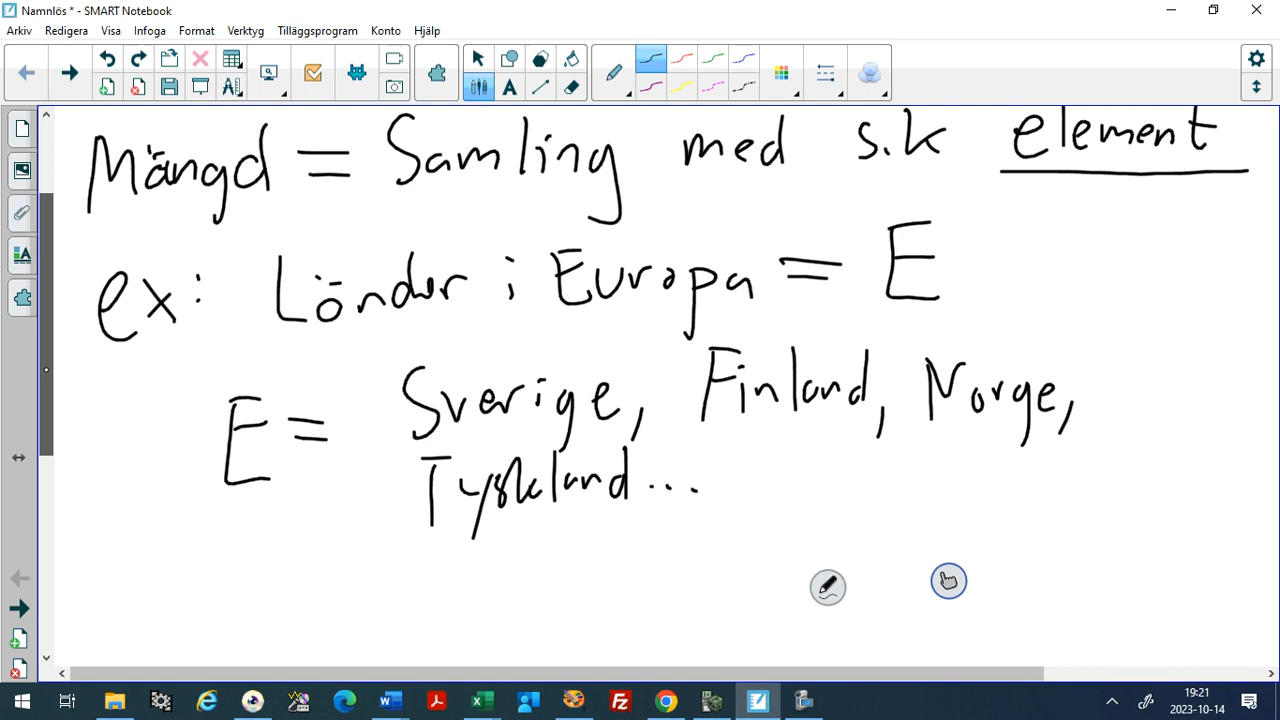 Namnlös * - SMART Notebook
Arkiv Redigera Visa Infoga Format Verktyg Tilläggsprogram Konto Hjälp
Mängd = Samling med s.k element
ex: Länder i Europa = E
E = Sverige, Finland, Norge,
Tyskland...
19:21
2023-10-14